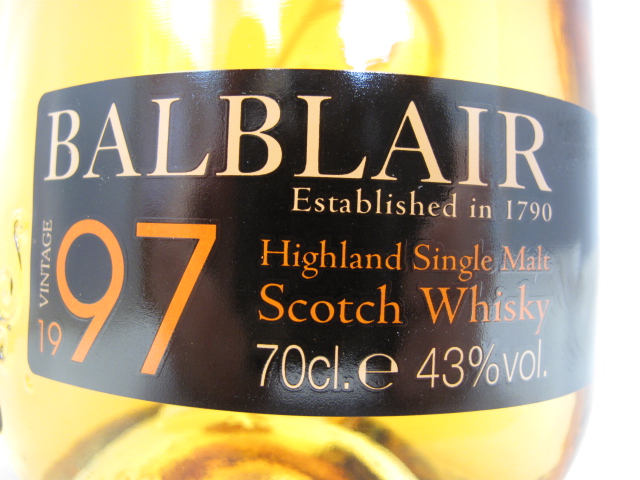 BALBLAIR
Established in 1790
VINTAGE
1997
Highland Single Malt
Scotch Whisky
70cl. ℮ 43%vol.